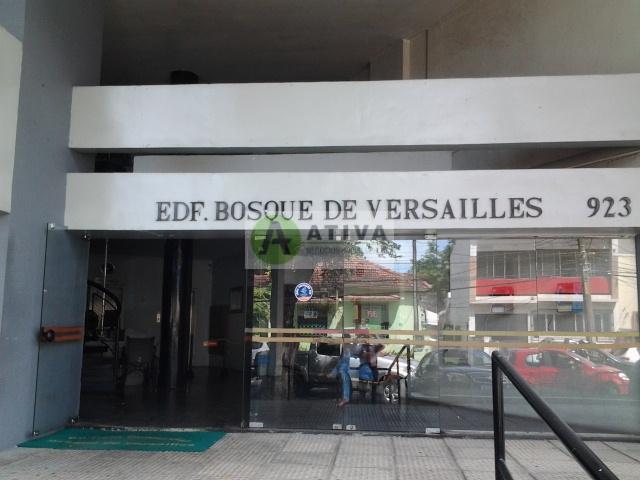 EDF. BOSQUE DE VERSAILLES 923
ATIVA